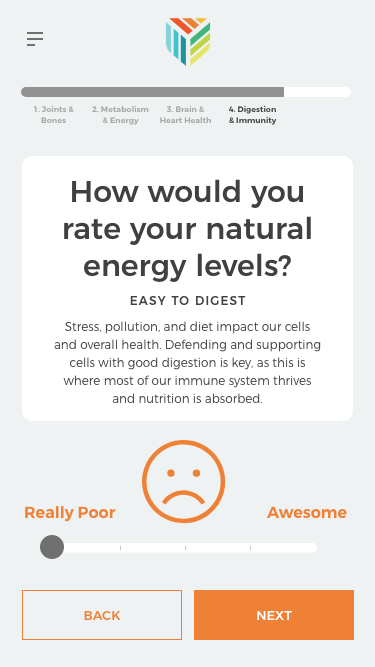 1. Joints & 2. Metabolism 3. Brain & 4. Digestion
Bones & Energy Heart Health & Immunity
How would you
rate your natural
energy levels?
EASY TO DIGEST
Stress, pollution, and diet impact our cells
and overall health. Defending and supporting
cells with good digestion is key, as this is
where most of our immune system thrives
and nutrition is absorbed.
Really Poor Awesome
BACK NEXT